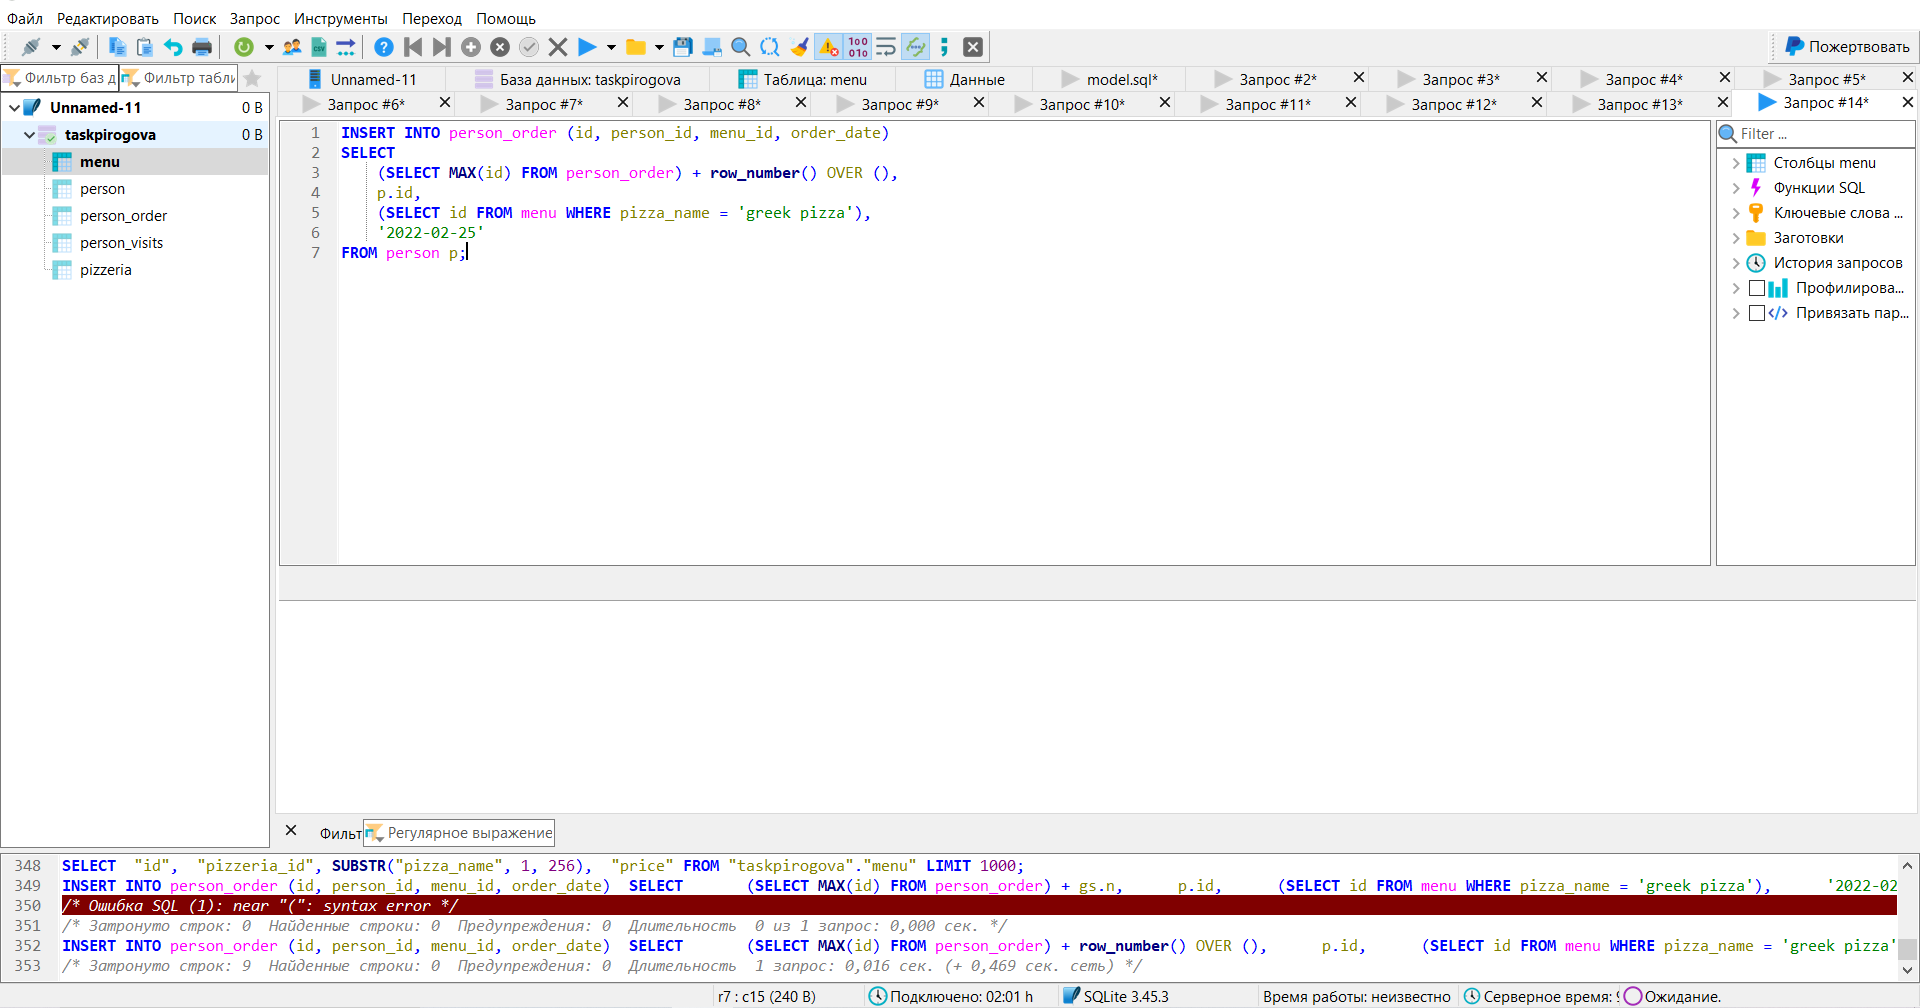 Файл Редактировать Поиск Запрос Инструменты Переход Помощь
Пожертвовать
Фильтр баз д Фильтр табли
Unnamed-11 База данных: taskpirogova Таблица: menu Данные model.sql* Запрос #2* Запрос #3* Запрос #4* Запрос #5*
Запрос #6* Запрос #7* Запрос #8* Запрос #9* Запрос #10* Запрос #11* Запрос #12* Запрос #13* Запрос #14*
Unnamed-11 0 B
taskpirogova 0 B
menu
person
person_order
person_visits
pizzeria
1 INSERT INTO person_order (id, person_id, menu_id, order_date)
2 SELECT
3 (SELECT MAX(id) FROM person_order) + row_number() OVER (),
4 p.id,
5 (SELECT id FROM menu WHERE pizza_name = 'greek pizza'),
6 '2022-02-25'
7 FROM person p;
Filter ...
Столбцы menu
Функции SQL
Ключевые слова ...
Заготовки
История запросов
Профилирова...
Привязать пар...
Фильт Регулярное выражение
348 SELECT "id", "pizzeria_id", SUBSTR("pizza_name", 1, 256), "price" FROM "taskpirogova"."menu" LIMIT 1000;
349 INSERT INTO person_order (id, person_id, menu_id, order_date) SELECT (SELECT MAX(id) FROM person_order) + gs.n, p.id, (SELECT id FROM menu WHERE pizza_name = 'greek pizza'), '2022-02
350 /* Ошибка SQL (1): near "(": syntax error */
351 /* Затронуто строк: 0 Найденные строки: 0 Предупреждения: 0 Длительность 0 из 1 запрос: 0,000 сек. */
352 INSERT INTO person_order (id, person_id, menu_id, order_date) SELECT (SELECT MAX(id) FROM person_order) + row_number() OVER (), p.id, (SELECT id FROM menu WHERE pizza_name = 'greek pizza'
353 /* Затронуто строк: 9 Найденные строки: 0 Предупреждения: 0 Длительность 1 запрос: 0,016 сек. (+ 0,469 сек. сеть) */
r7 : c15 (240 B) Подключено: 02:01 h SQLite 3.45.3 Время работы: неизвестно Серверное время: Ожидание.